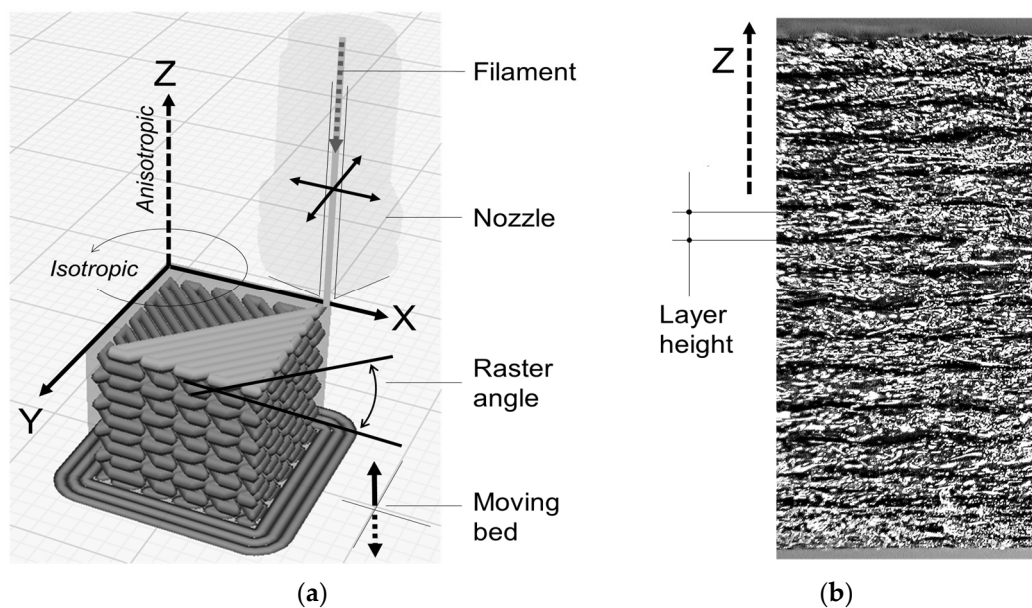 Z
Anisotropic
Isotropic
X
Y
Filament
Nozzle
Raster
angle
Moving
bed
(a)
Z
Layer
height
(b)